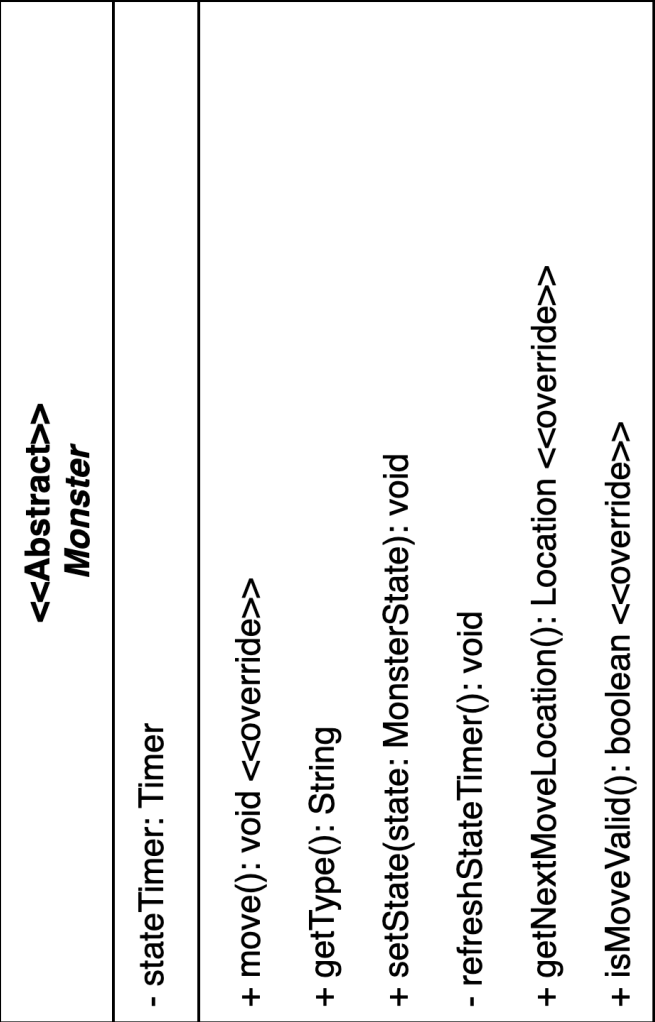 <<Abstract>>
Monster
- stateTimer: Timer
+ move(): void <<override>>
+ getType(): String
+ setState(state: MonsterState): void
- refreshStateTimer(): void
+ getNextMoveLocation(): Location <<override>>
+ isMoveValid(): boolean <<override>>